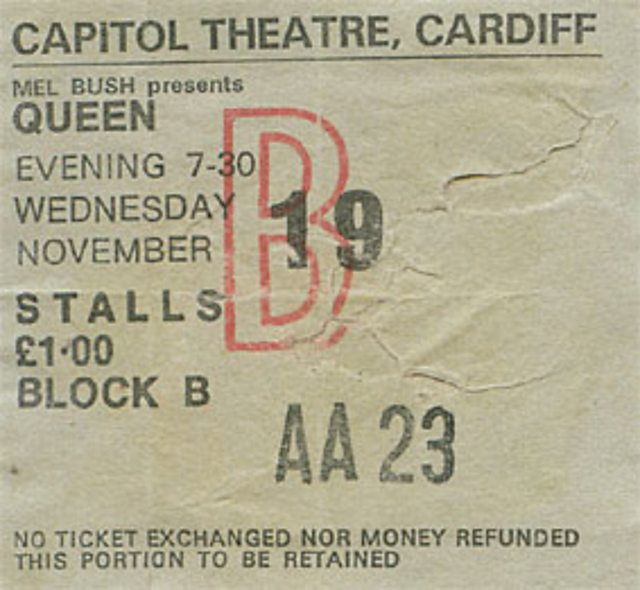 CAPITOL THEATRE, CARDIFF
MEL BUSH presents
QUEEN
EVENING 7-30
WEDNESDAY
NOVEMBER 19
B
STALLS
£1·00
BLOCK B
AA 23
NO TICKET EXCHANGED NOR MONEY REFUNDED
THIS PORTION TO BE RETAINED